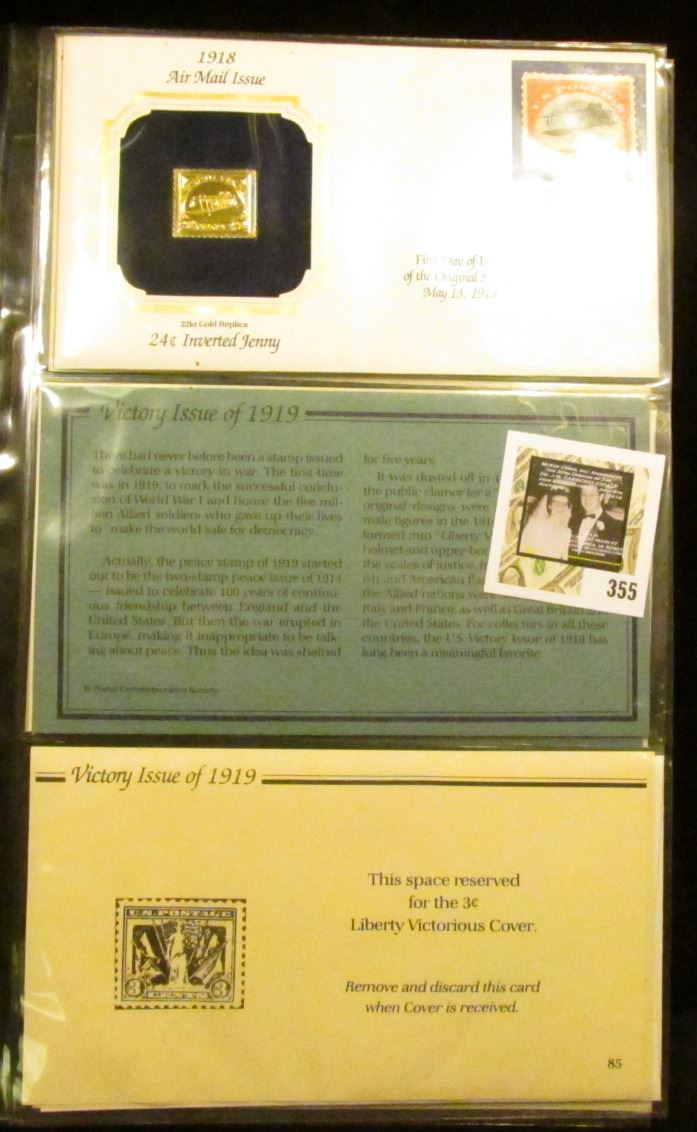 1918
Air Mail Issue
U.S. POSTAGE
First Day of
of the Original
May 13, 1918
22kt Gold Replica
24¢ Inverted Jenny
Victory Issue of 1919
There had never before been a stamp issued
to celebrate a victory in war. The first time
was in 1919, to mark the successful conclu-
sion of World War I and honor the five mil-
lion Allied soldiers who gave up their lives
to "make the world safe for democracy."
Actually, the peace stamp of 1919 started
out to be the two-stamp peace issue of 1914
— issued to celebrate 100 years of continu-
ous friendship between England and the
United States. But then the war erupted in
Europe, making it inappropriate to be talk-
ing about peace. Thus the idea was shelved
© Postal Commemorative Society
for five years.
It was dusted off in
the public clamor for a
original designs were
male figures in the
formed into "Liberty
helmet and upper-bo
the scales of justice.
ish and American
the Allied nations were
Italy and France, as well as Great Britain and
the United States. For collectors in all these
countries, the U.S. Victory Issue of 1919 has
long been a meaningful favorite.
355
Victory Issue of 1919
This space reserved
for the 3¢
Liberty Victorious Cover.
U.S. POSTAGE
3 CENTS 3
Remove and discard this card
when Cover is received.
85